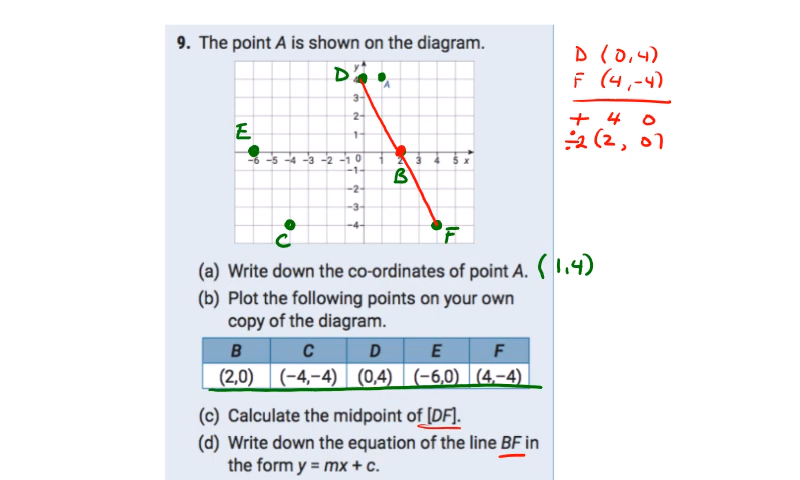 9. The point A is shown on the diagram.
D (0,4)
F (4,-4)
+ 4 0
÷2 (2, 0)
y
D 4 A
3
2
1
E
-6 -5 -4 -3 -2 -1 0 1 2 3 4 5 x
B
-1
-2
-3
-4
C
F
(a) Write down the co-ordinates of point A. (1,4)
(b) Plot the following points on your own
copy of the diagram.
B C D E F
(2,0) (−4,−4) (0,4) (−6,0) (4,−4)
(c) Calculate the midpoint of [DF].
(d) Write down the equation of the line BF in
the form y = mx + c.